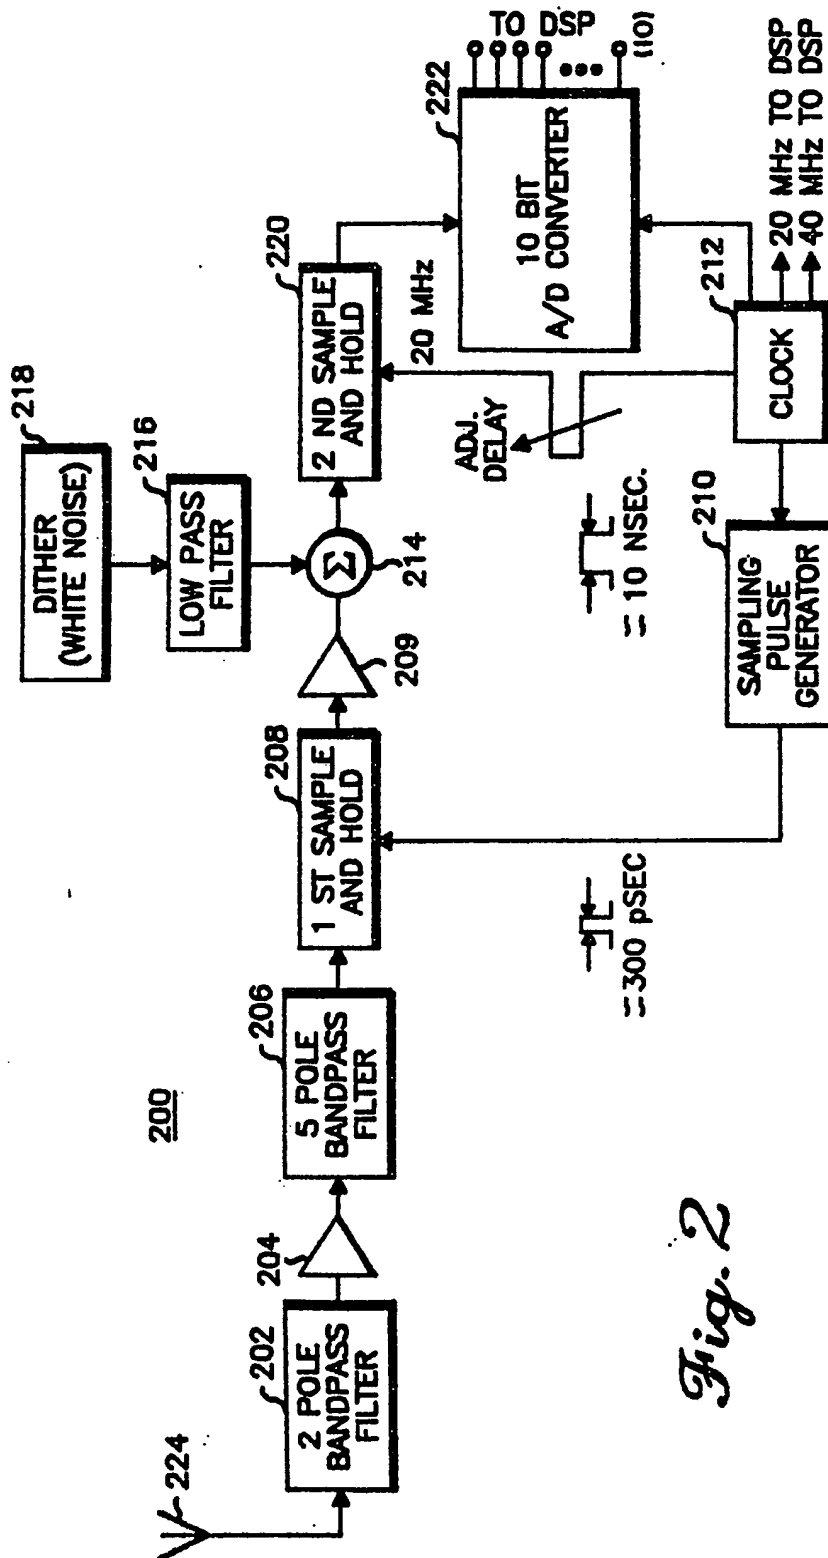 200
224
202
2 POLE
BANDPASS
FILTER
204
206
5 POLE
BANDPASS
FILTER
208
1 ST SAMPLE
AND HOLD
209
DITHER
(WHITE NOISE)
218
LOW PASS
FILTER
216
Σ
214
220
2 ND SAMPLE
AND HOLD
20 MHz
222
10 BIT
A/D CONVERTER
TO DSP
(10)
ADJ.
DELAY
≈ 10 NSEC.
≈300 pSEC
210
SAMPLING
PULSE
GENERATOR
212
CLOCK
20 MHz TO DSP
40 MHz TO DSP
Fig. 2